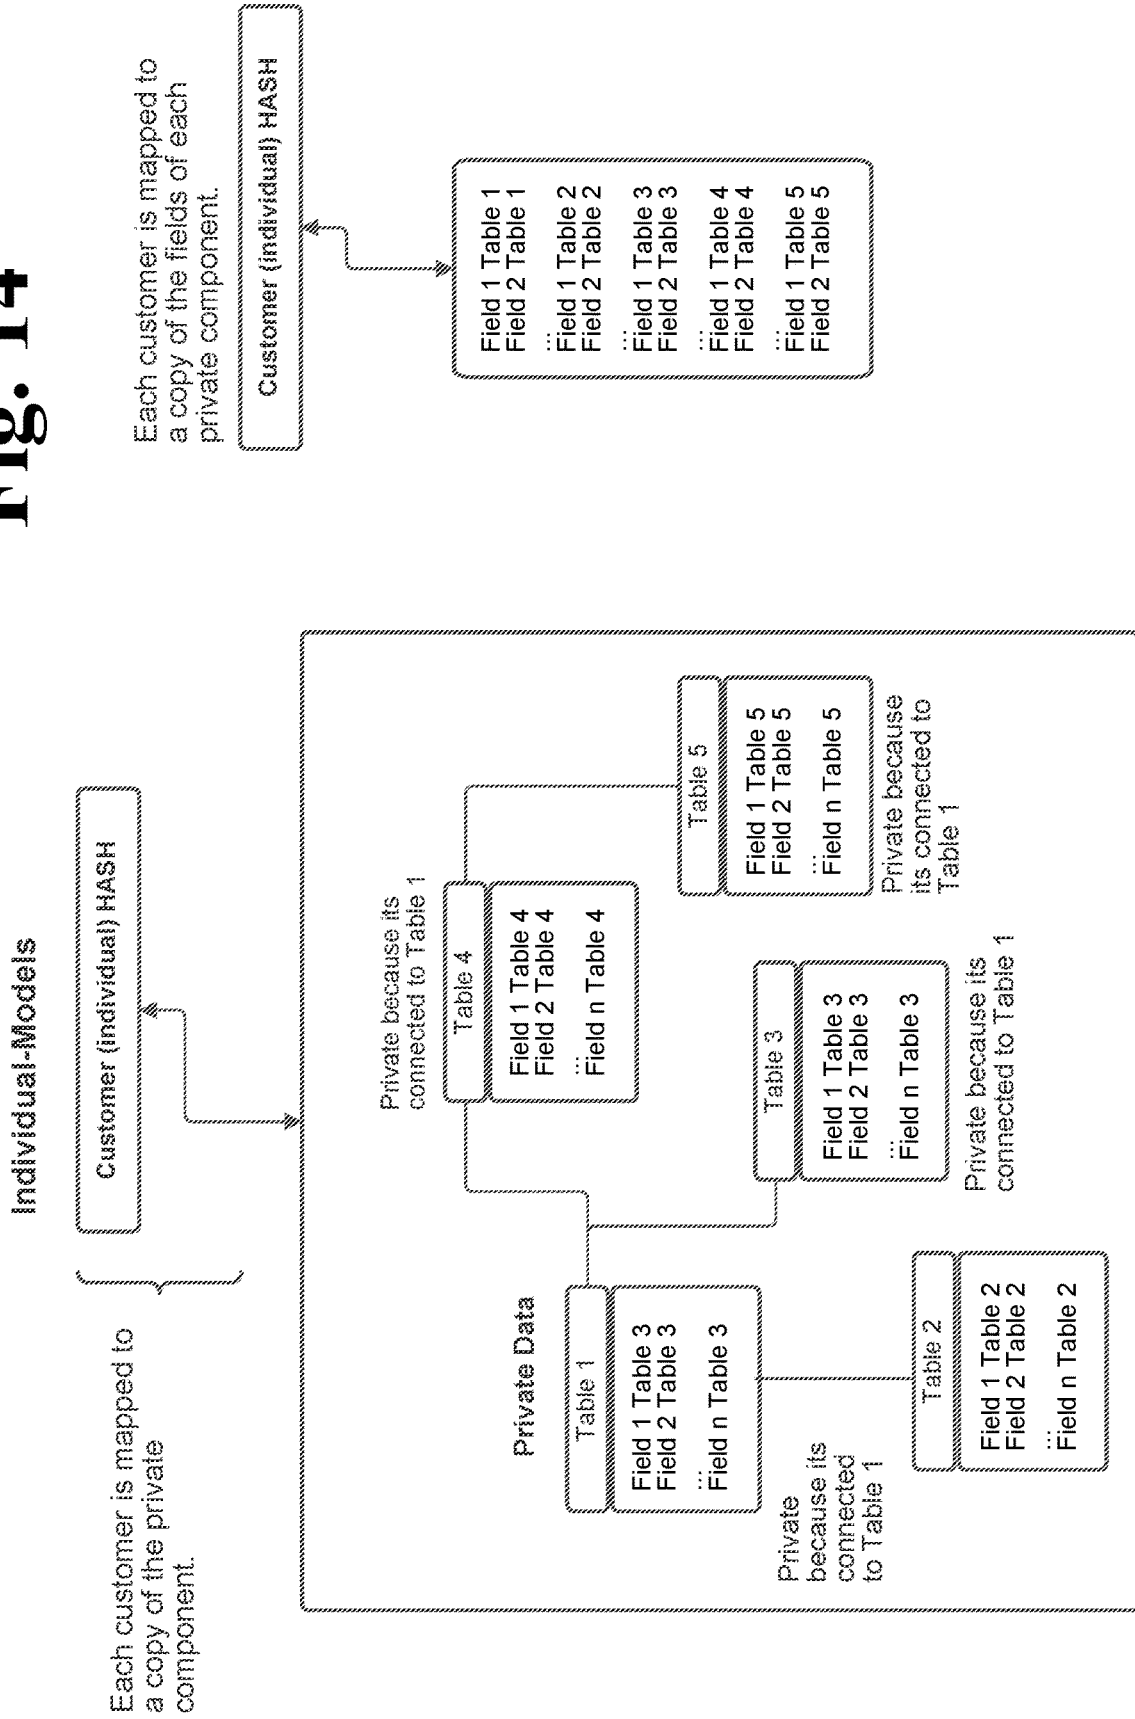 Fig. 14
Individual-Models
Each customer is mapped to
a copy of the private
component.
Customer (individual) HASH
Private Data
Table 1
Field 1 Table 3
Field 2 Table 3
...
Field n Table 3
Private
because its
connected
to Table 1
Table 2
Field 1 Table 2
Field 2 Table 2
...
Field n Table 2
Private because its
connected to Table 1
Table 4
Field 1 Table 4
Field 2 Table 4
...
Field n Table 4
Table 3
Field 1 Table 3
Field 2 Table 3
...
Field n Table 3
Private because its
connected to Table 1
Table 5
Field 1 Table 5
Field 2 Table 5
...
Field n Table 5
Private because
its connected to
Table 1
Each customer is mapped to
a copy of the fields of each
private component.
Customer (individual) HASH
Field 1 Table 1
Field 2 Table 1
...
Field 1 Table 2
Field 2 Table 2
...
Field 1 Table 3
Field 2 Table 3
...
Field 1 Table 4
Field 2 Table 4
...
Field 1 Table 5
Field 2 Table 5